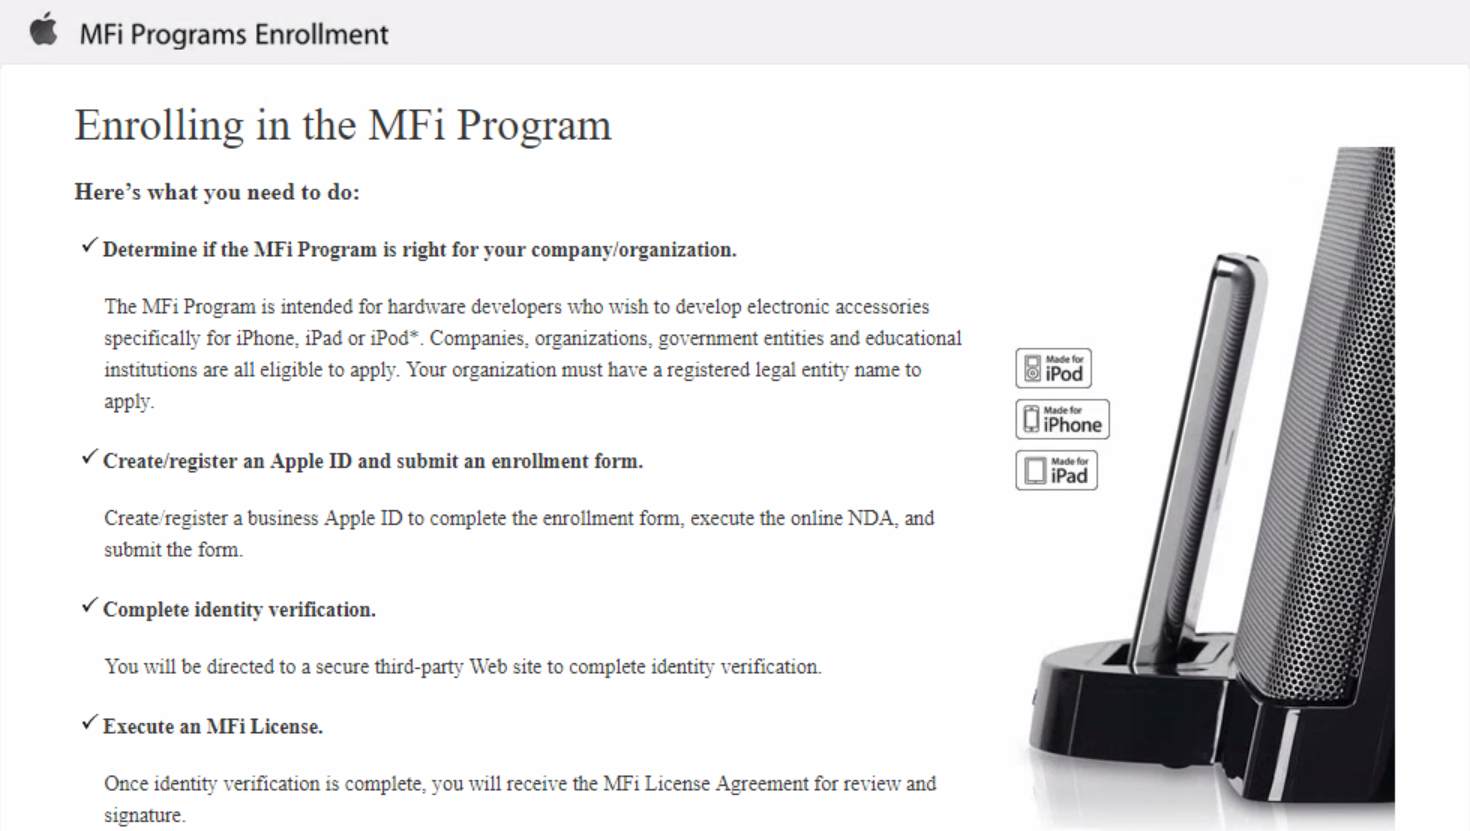 MFi Programs Enrollment
Enrolling in the MFi Program
Here's what you need to do:
✓ Determine if the MFi Program is right for your company/organization.
The MFi Program is intended for hardware developers who wish to develop electronic accessories
specifically for iPhone, iPad or iPod*. Companies, organizations, government entities and educational
institutions are all eligible to apply. Your organization must have a registered legal entity name to
apply.
✓ Create/register an Apple ID and submit an enrollment form.
Create/register a business Apple ID to complete the enrollment form, execute the online NDA, and
submit the form.
✓ Complete identity verification.
You will be directed to a secure third-party Web site to complete identity verification.
✓ Execute an MFi License.
Once identity verification is complete, you will receive the MFi License Agreement for review and
signature.
Made for
iPod
Made for
iPhone
Made for
iPad